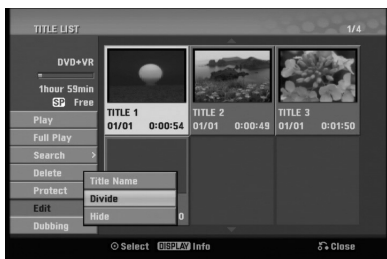 TITLE LIST
1/4
DVD+VR
1hour 59min
SP Free
Play
Full Play
Search >
Delete
Protect
Edit
Dubbing
Title Name
Divide
Hide
TITLE 1
01/01 0:00:54
TITLE 2
01/01 0:00:49
TITLE 3
01/01 0:01:50
0
Select DISPLAY Info
Close